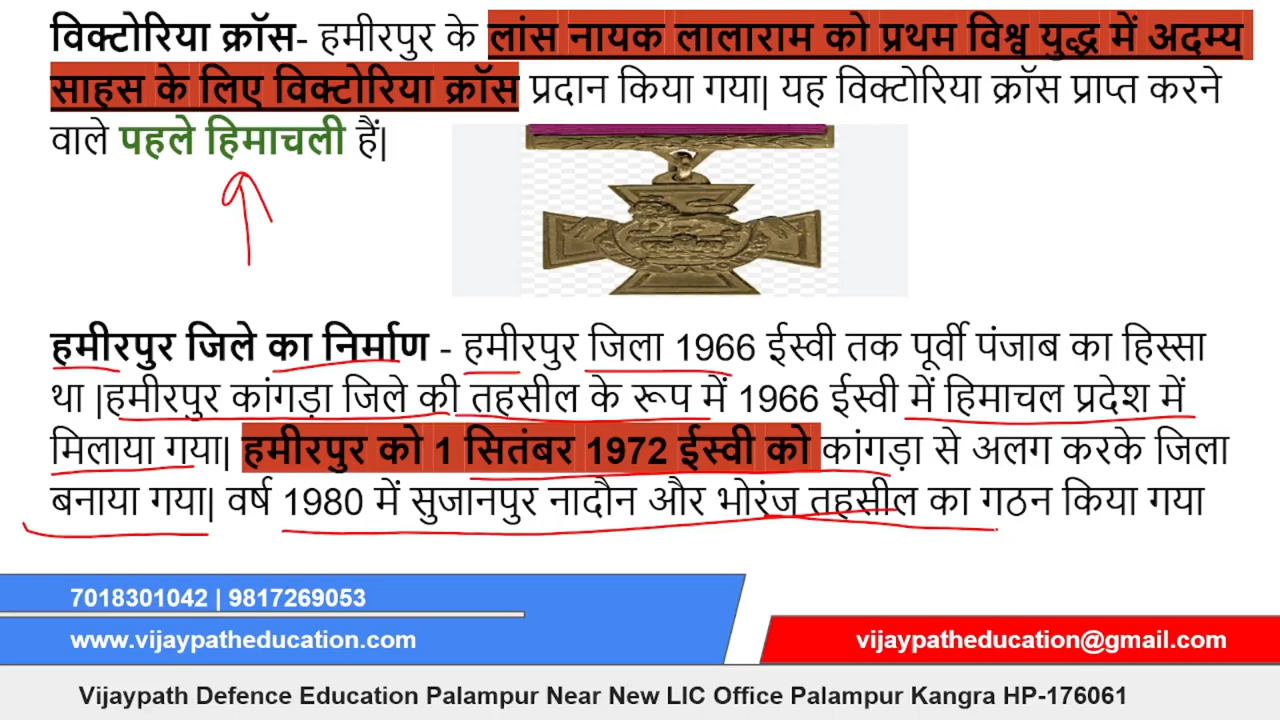 विक्टोरिया क्रॉस- हमीरपुर के लांस नायक लालाराम को प्रथम विश्व युद्ध में अदम्य
साहस के लिए विक्टोरिया क्रॉस प्रदान किया गया| यह विक्टोरिया क्रॉस प्राप्त करने
वाले पहले हिमाचली हैं|
हमीरपुर जिले का निर्माण - हमीरपुर जिला 1966 ईस्वी तक पूर्वी पंजाब का हिस्सा
था |हमीरपुर कांगड़ा जिले की तहसील के रूप में 1966 ईस्वी में हिमाचल प्रदेश में
मिलाया गया| हमीरपुर को 1 सितंबर 1972 ईस्वी को कांगड़ा से अलग करके जिला
बनाया गया| वर्ष 1980 में सुजानपुर नादौन और भोरंज तहसील का गठन किया गया
7018301042 | 9817269053
www.vijaypatheducation.com
vijaypatheducation@gmail.com
Vijaypath Defence Education Palampur Near New LIC Office Palampur Kangra HP-176061